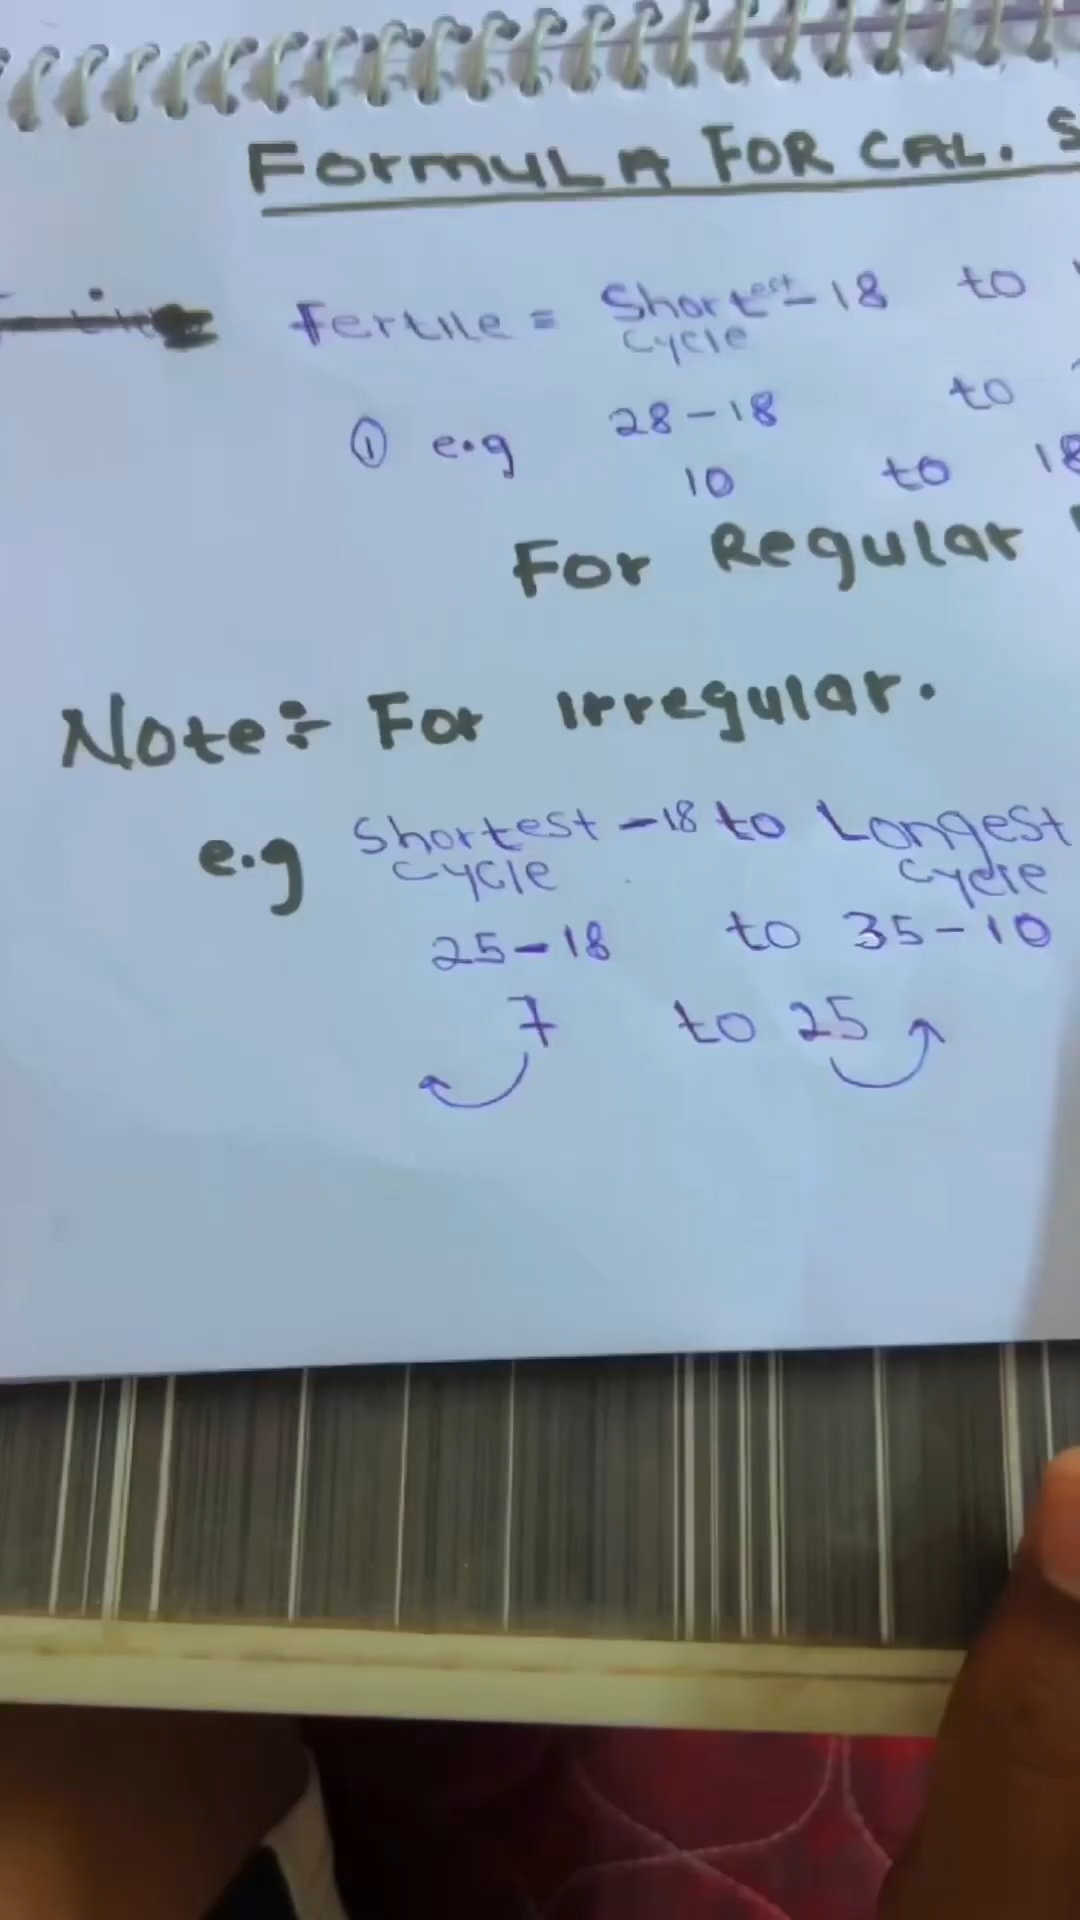 FORMULA FOR CAL. S
Fertile = Shortest - 18 to
cycle
① e.g 28 - 18 to
10 to 18
For Regular
Note:- For Irregular.
e.g Shortest - 18 to Longest
cycle cycle
25 - 18 to 35 - 10
7 to 25